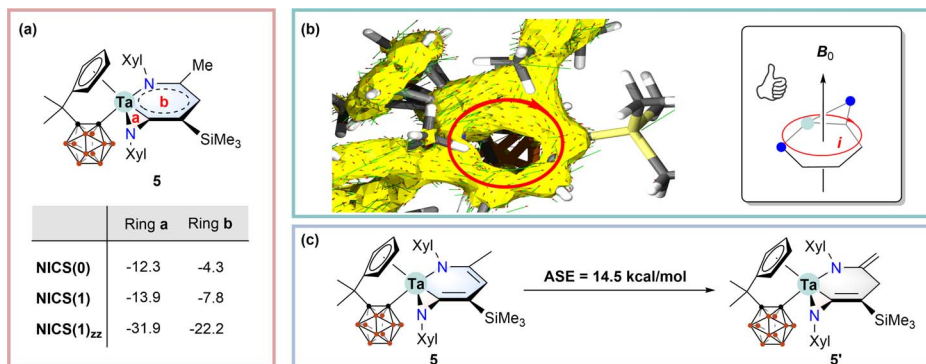 (a)
Xyl
N
Me
Ta
b
a
N
SiMe3
Xyl
5
Ring a Ring b
NICS(0) -12.3 -4.3
NICS(1) -13.9 -7.8
NICS(1)zz -31.9 -22.2
(b)
B0
i
(c)
Xyl
N
Ta
N
SiMe3
Xyl
5
ASE = 14.5 kcal/mol
Xyl
N
Ta
N
SiMe3
Xyl
5'